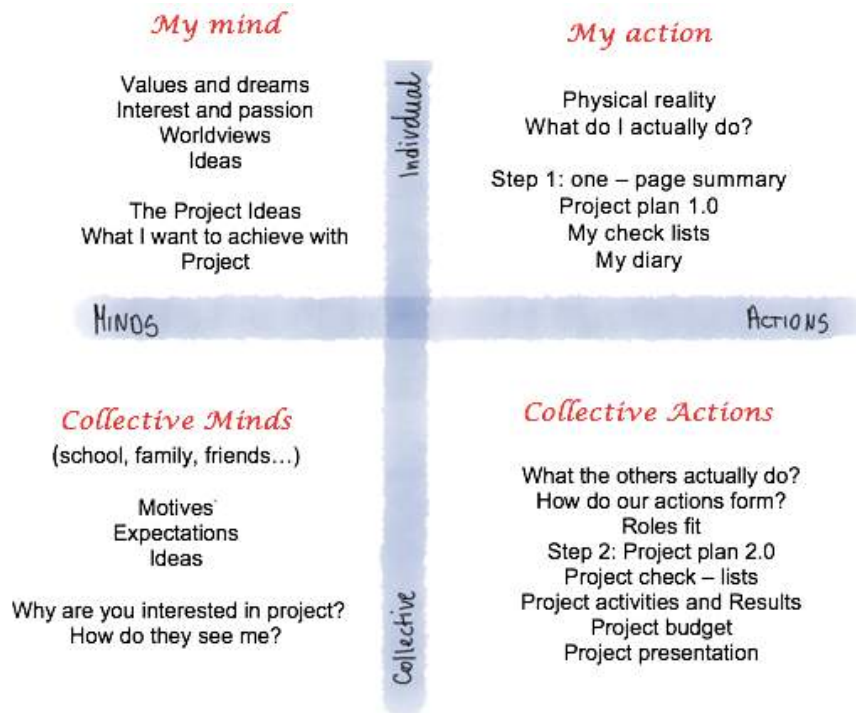 My mind
Values and dreams
Interest and passion
Worldviews
Ideas
The Project Ideas
What I want to achieve with
Project
My action
Physical reality
What do I actually do?
Step 1: one – page summary
Project plan 1.0
My check lists
My diary
Indivdual
MINDS
ACTIONS
Collective Minds
(school, family, friends...)
Motives
Expectations
Ideas
Why are you interested in project?
How do they see me?
Collective
Collective Actions
What the others actually do?
How do our actions form?
Roles fit
Step 2: Project plan 2.0
Project check – lists
Project activities and Results
Project budget
Project presentation